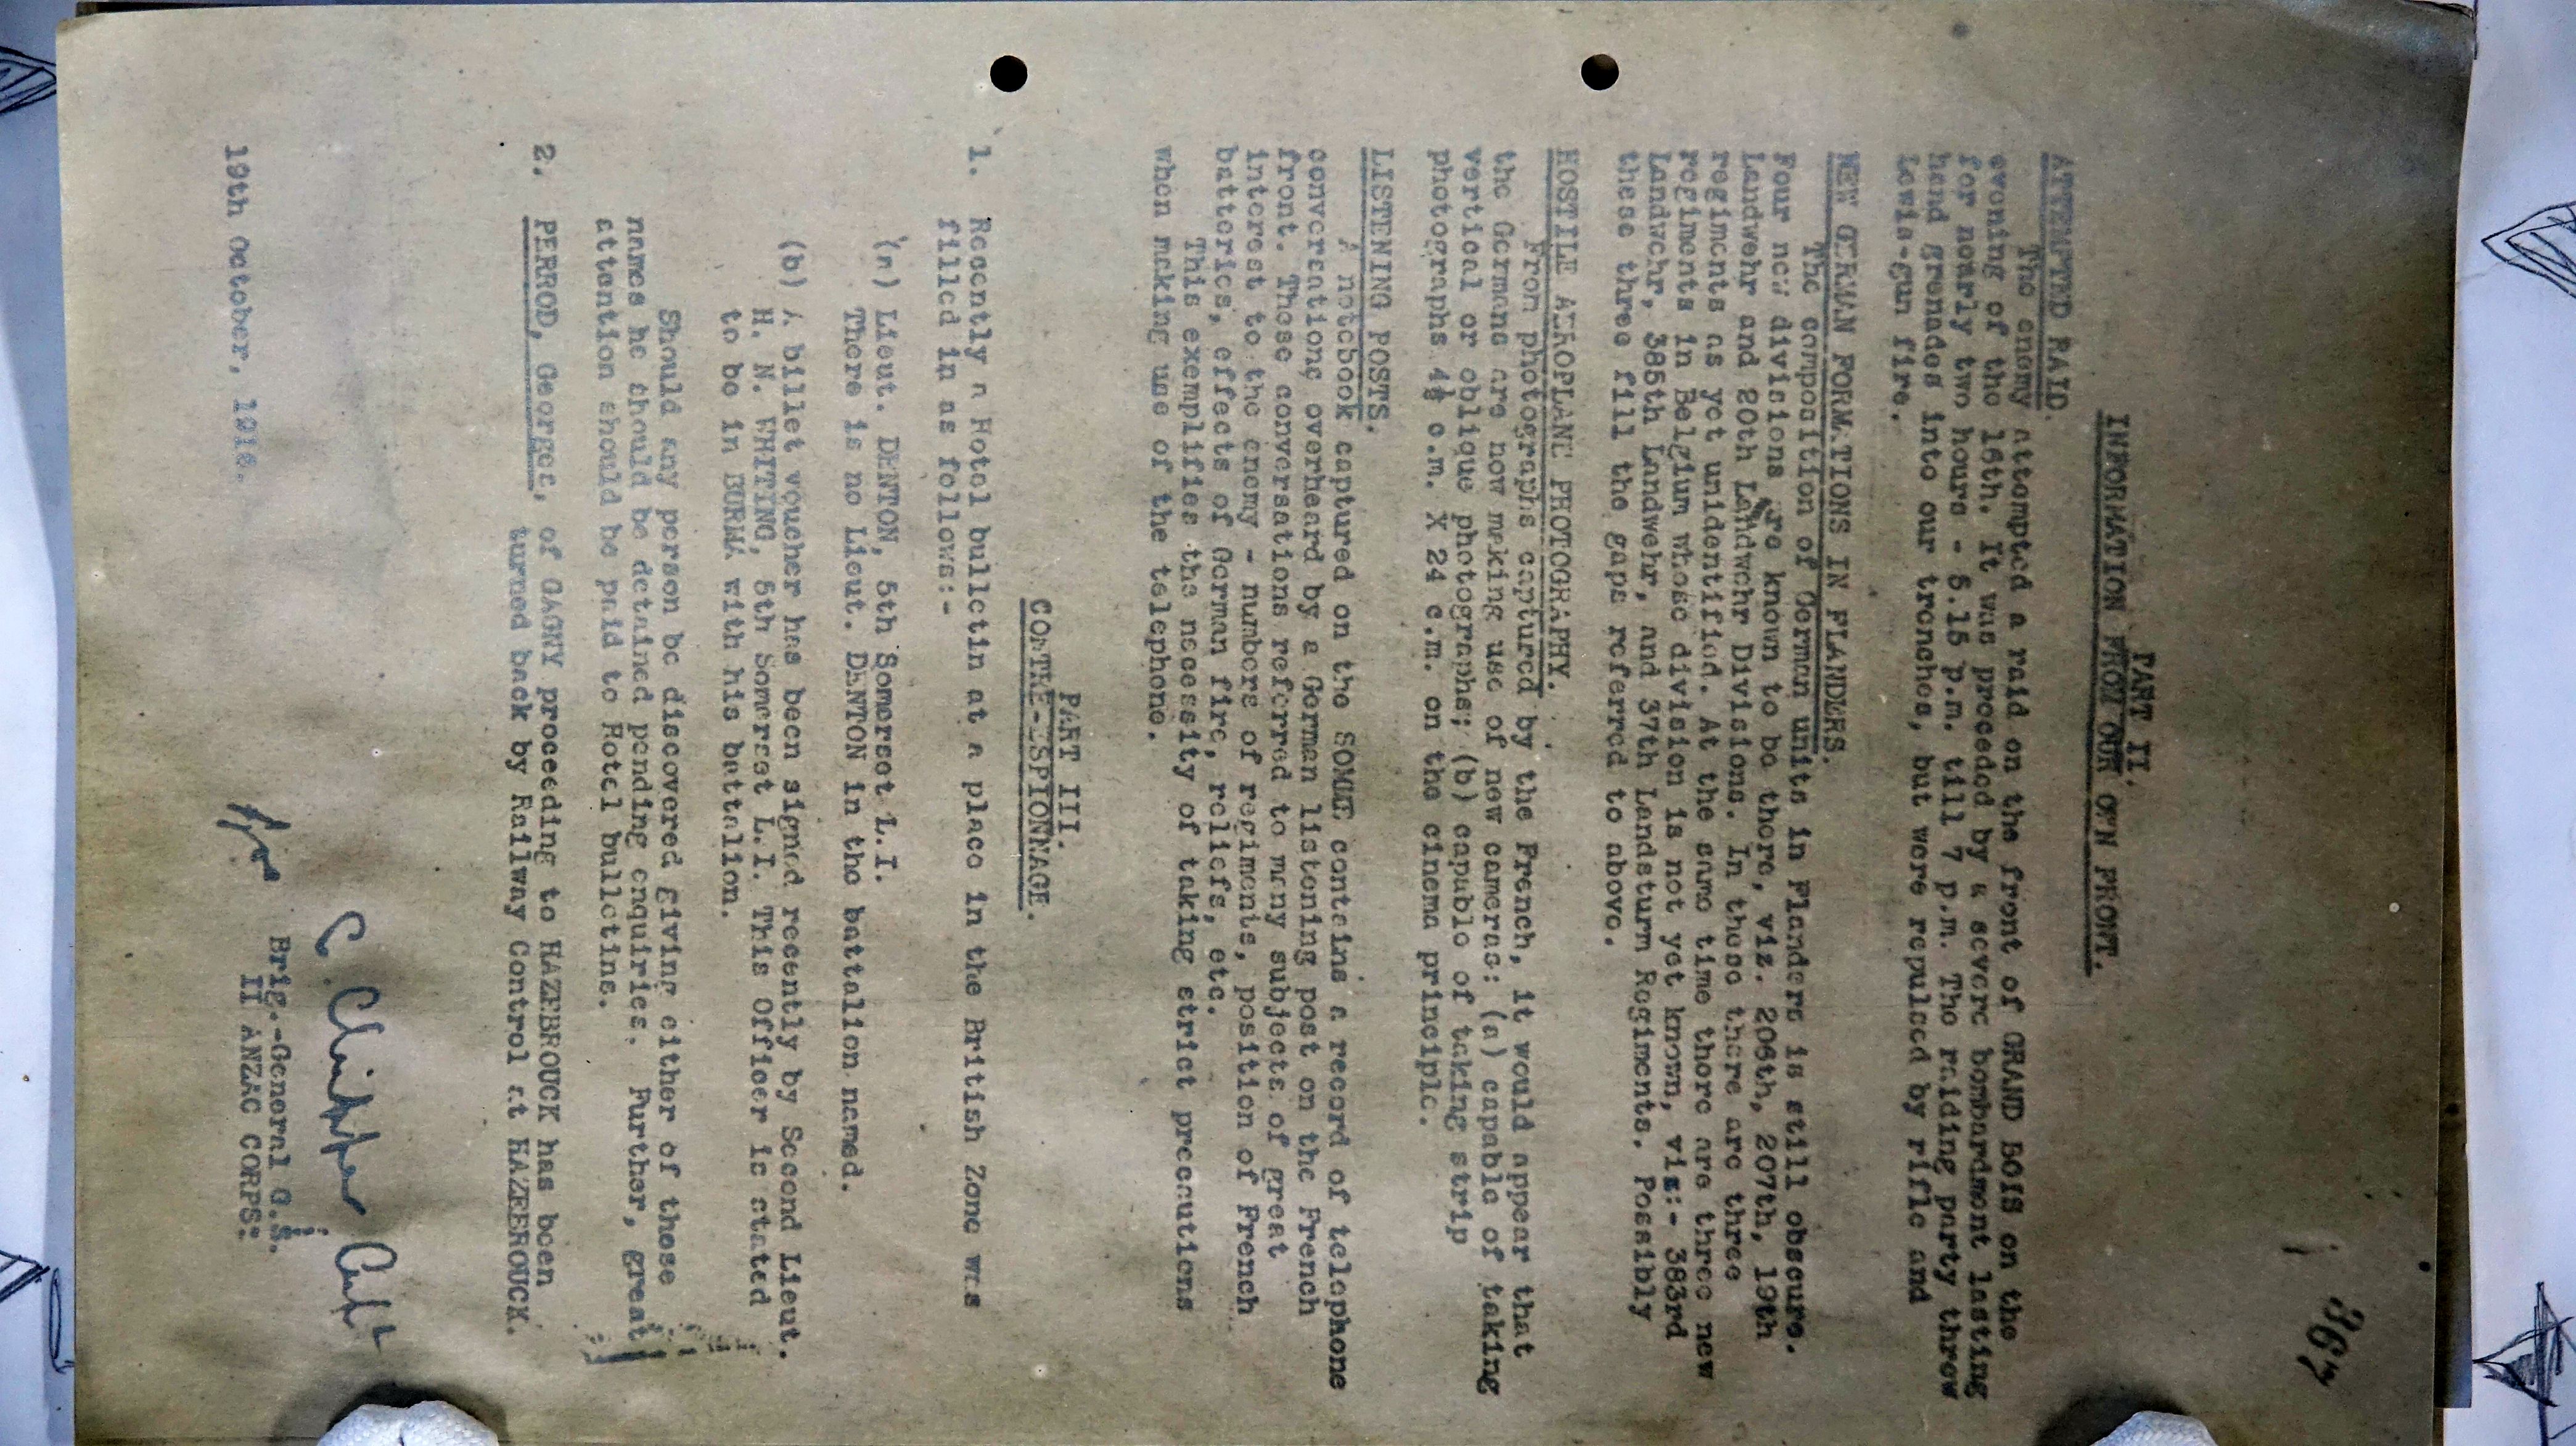 362
PART II.
INFORMATION FROM OUR OWN FRONT.
ATTEMPTED RAID.
The enemy attempted a raid on the front of GRAND BOIS on the
evening of the 16th. It was preceded by a severe bombardment lasting
for nearly two hours - 5.15 p.m. till 7 p.m. The raiding party threw
hand grenades into our trenches, but were repulsed by rifle and
Lewis-gun fire.
NEW GERMAN FORMATIONS IN FLANDERS.
The composition of German units in Flanders is still obscure.
Four new divisions are known to be there, viz. 206th, 207th, 19th
Landwehr and 20th Landwehr Divisions. In these there are three
regiments as yet unidentified. At the same time there are three new
regiments in Belgium whose division is not yet known, viz:- 383rd
Landwehr, 385th Landwehr, and 37th Landsturm Regiments. Possibly
these three fill the gaps referred to above.
HOSTILE AEROPLANE PHOTOGRAPHY.
From photographs captured by the French, it would appear that
the Germans are now making use of new cameras: (a) capable of taking
vertical or oblique photographs; (b) capable of taking strip
photographs 4½ c.m. X 24 c.m. on the cinema principle.
LISTENING POSTS.
A notebook captured on the SOMME contains a record of telephone
conversations overheard by a German listening post on the French
front. These conversations referred to many subjects of great
interest to the enemy - numbers of regiments, position of French
batteries, effects of German fire, reliefs, etc.
This exemplifies the necessity of taking strict precautions
when making use of the telephone.
PART III.
CONTRE-ESPIONNAGE.
1. Recently a Hotel bulletin at a place in the British Zone was
filled in as follows:-
(a) Lieut. DENTON, 5th Somerset L.I.
There is no Lieut. DENTON in the battalion named.
(b) A billet voucher has been signed recently by Second Lieut.
H. N. WHITING, 5th Somerset L.I. This Officer is stated
to be in BURMA with his battalion.
Should any person be discovered giving either of these
names he should be detained pending enquiries. Further, great
attention should be paid to Hotel bulletins.
2. PERROD, George, of GAGNY proceeding to HAZEBROUCK has been
turned back by Railway Control at HAZEBROUCK.
C. Capt
for Brig.-General G.S.
19th October, 1916. II ANZAC CORPS.